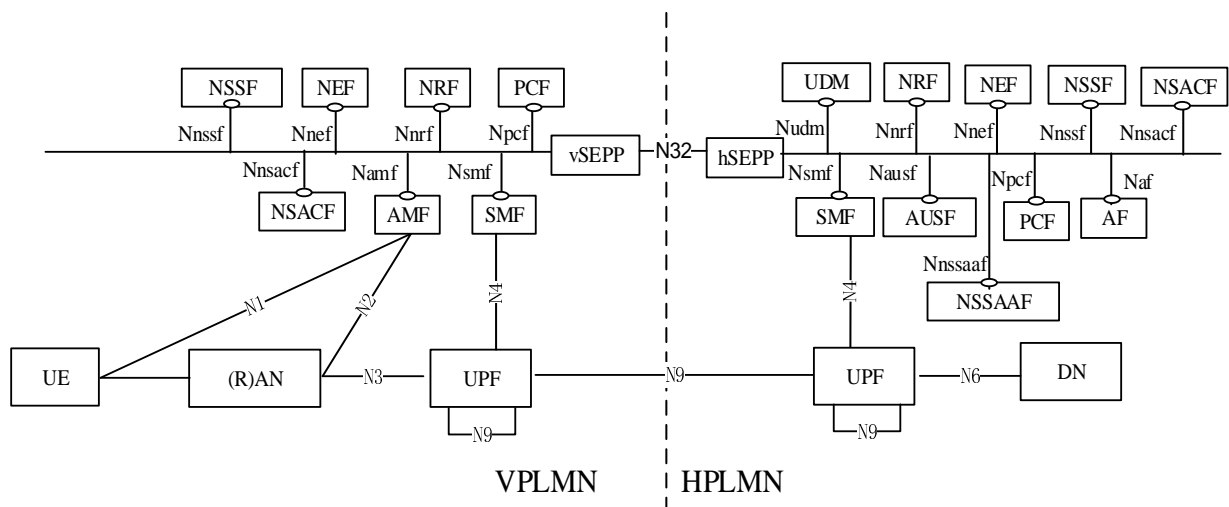 NSSF NEF NRF PCF UDM NRF NEF NSSF NSACF
Nnssf Nnef Nnrf Npcf Nudm Nnrf Nnef Nnssf Nnsacf
vSEPP N32 hSEPP
Nnsacf Namf Nsmf Nsmf Nausf Npcf Naf
NSACF AMF SMF SMF AUSF PCF AF
Nnssaaf
NSSAAF
N1 N2 N4 N4
UE (R)AN N3 UPF N9 UPF N6 DN
N9 N9
VPLMN HPLMN